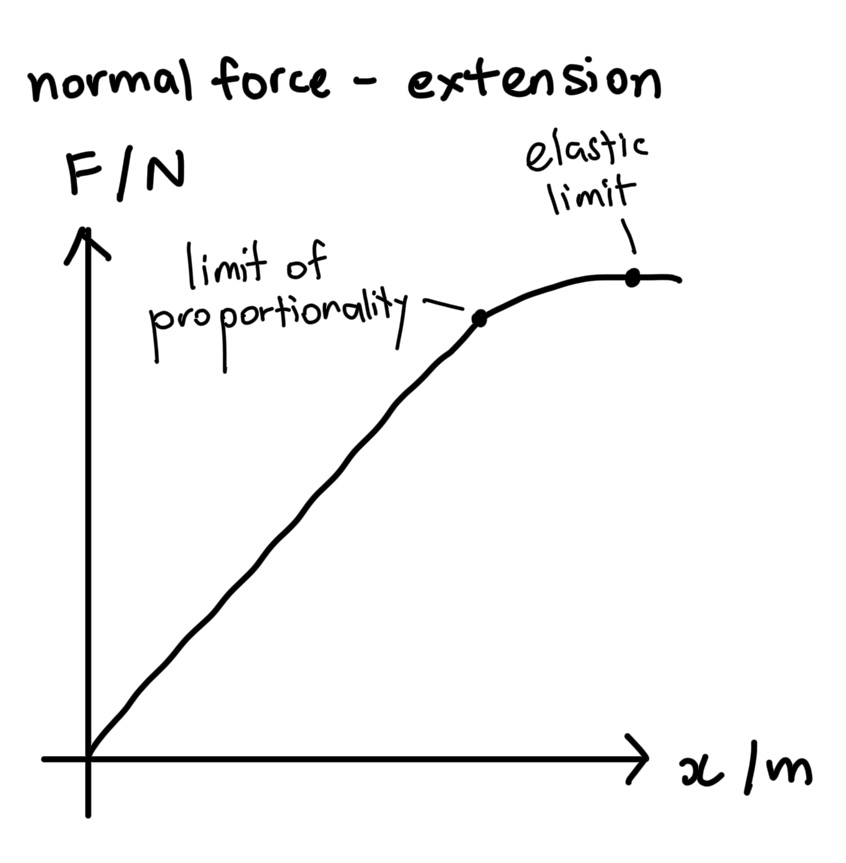 normal force - extension
F/N
elastic
limit
limit of
proportionality
x/m